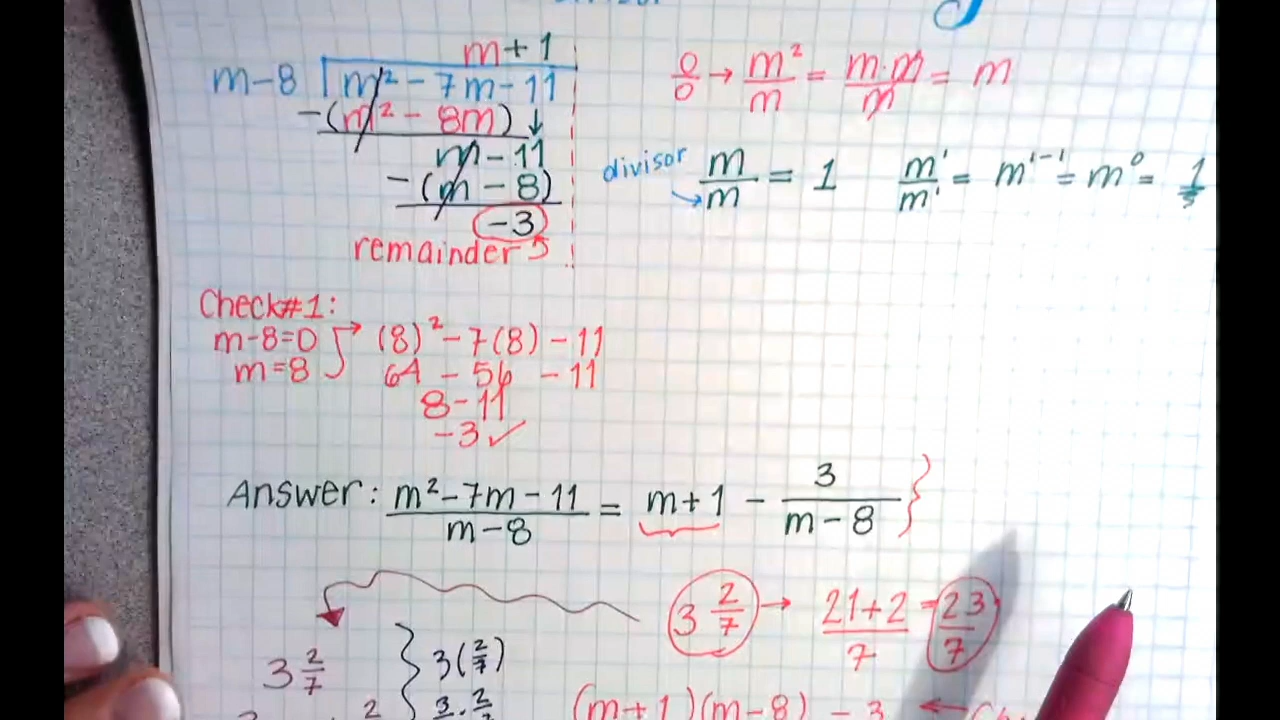 m + 1
m - 8 | m² - 7m - 11
-(m² - 8m) ↓
m - 11
-(m - 8)
-3
remainder
0/0 → m²/m = m·m/m = m
divisor m/m = 1 m¹/m¹ = m¹⁻¹ = m⁰ = 1
Check#1:
m-8=0 (8)² - 7(8) - 11
m=8 64 - 56 - 11
8-11
-3 ✓
Answer: m²-7m-11/m-8 = m+1 - 3/m-8
3 2/7 → 21+2/7 = 23/7
3 2/7 3(2/7)
(m+1)(m-8) - 3 ←